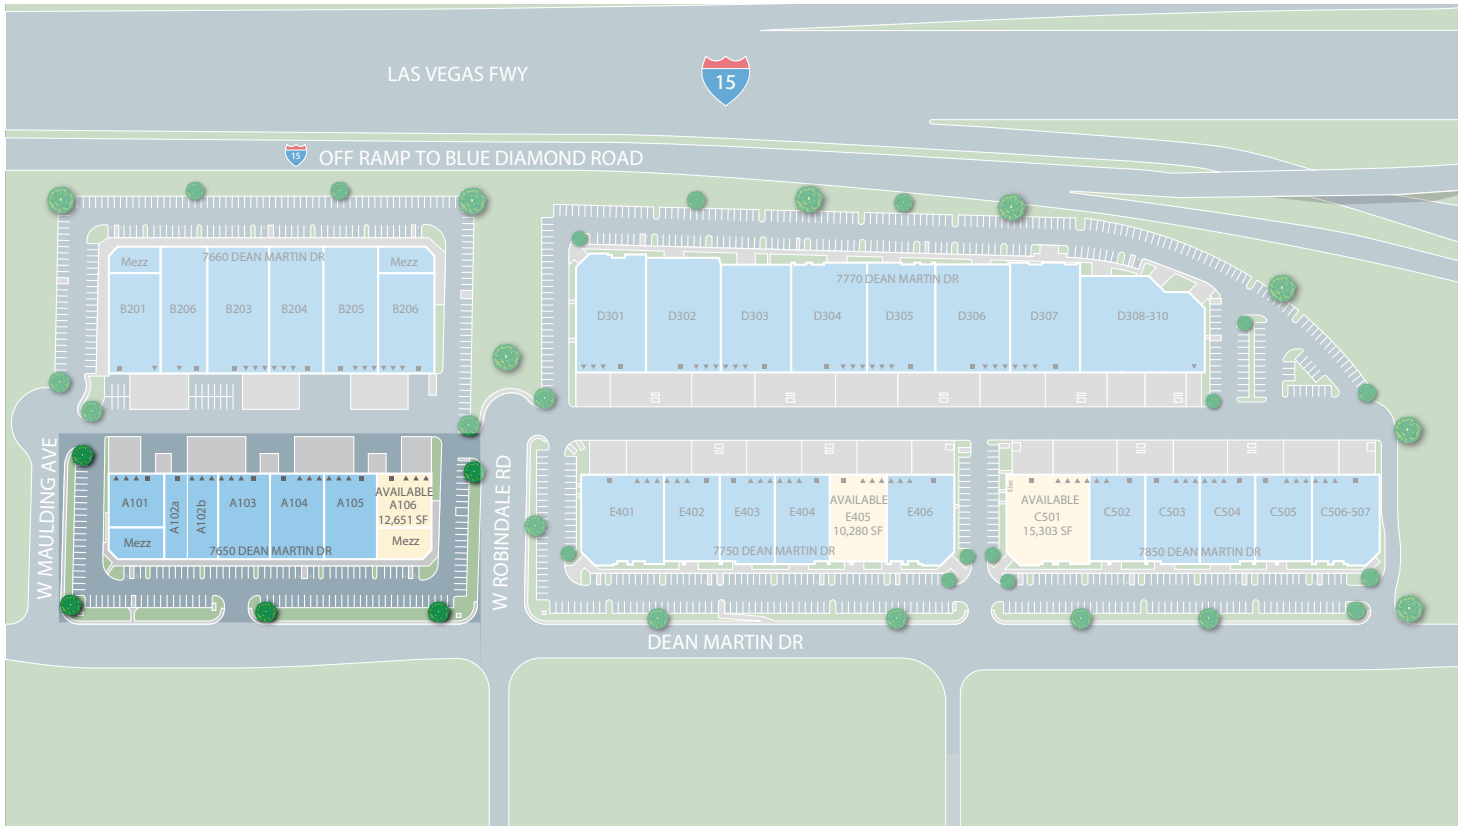 LAS VEGAS FWY
15
15
OFF RAMP TO BLUE DIAMOND ROAD
7660 DEAN MARTIN DR
Mezz
Mezz
B201
B206
B203
B204
B205
B206
7770 DEAN MARTIN DR
D301
D302
D303
D304
D305
D306
D307
D308-310
W MAULDING AVE
A101
Mezz
A102a
A102b
A103
A104
A105
AVAILABLE
A106
12,651 SF
Mezz
7650 DEAN MARTIN DR
W ROBINDALE RD
E401
E402
E403
E404
AVAILABLE
E405
10,280 SF
E406
7750 DEAN MARTIN DR
Elec
AVAILABLE
C501
15,303 SF
C502
C503
C504
C505
C506-507
7850 DEAN MARTIN DR
DEAN MARTIN DR